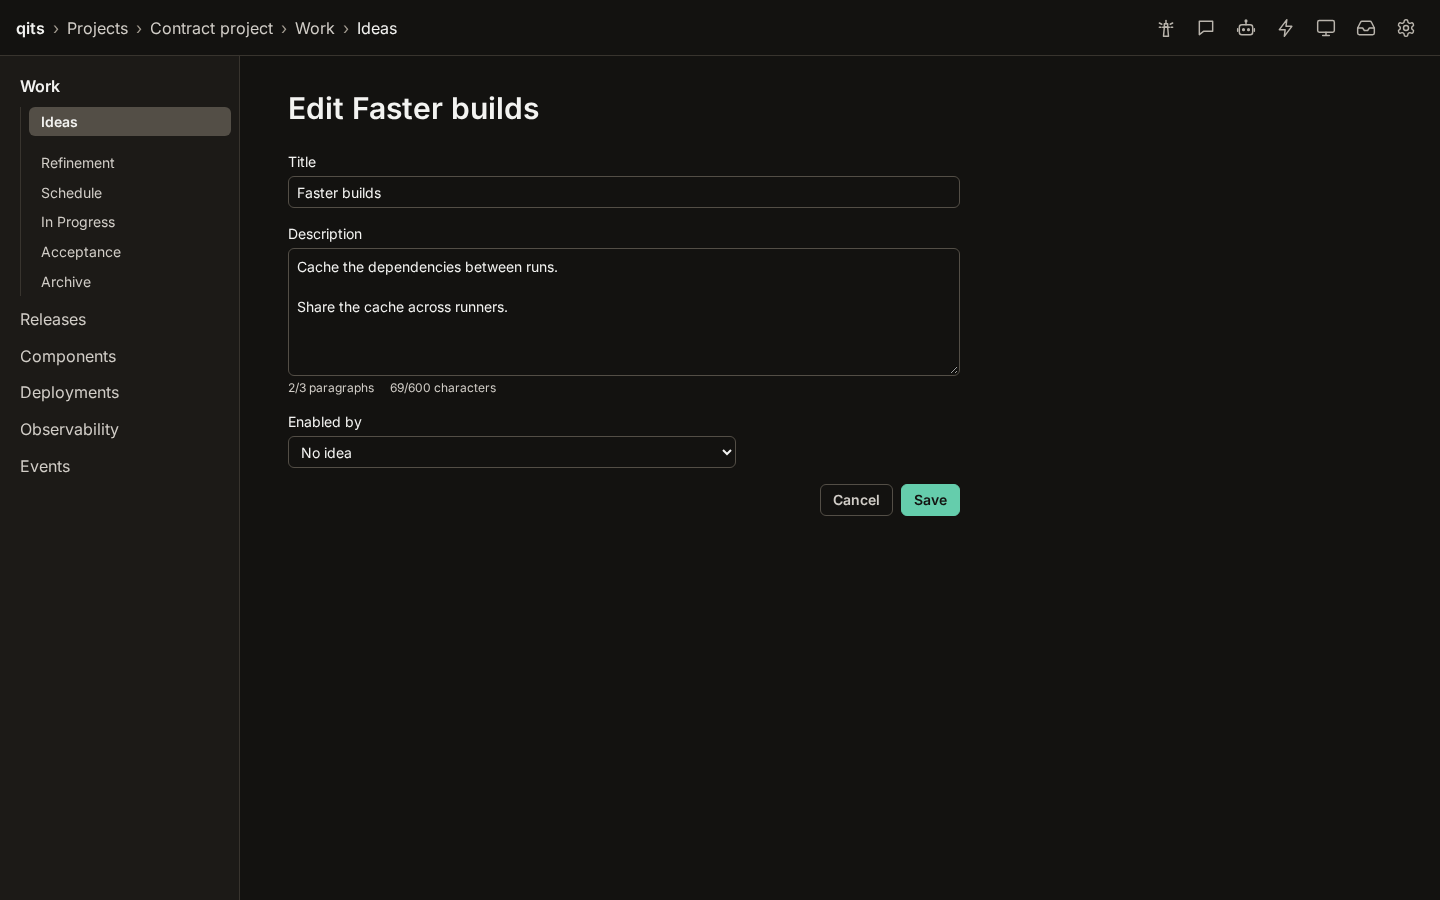 qits › Projects › Contract project › Work › Ideas
Work
Ideas
Refinement
Schedule
In Progress
Acceptance
Archive
Releases
Components
Deployments
Observability
Events
Edit Faster builds
Title
Faster builds
Description
Cache the dependencies between runs.
Share the cache across runners.
2/3 paragraphs 69/600 characters
Enabled by
No idea
Cancel Save